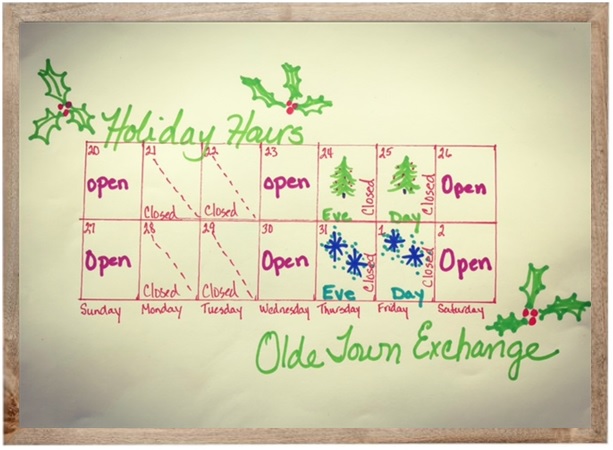 Holiday Hours
20 21 22 23 24 25 26
open Closed Closed open Eve Closed Day Closed Open
27 28 29 30 31 1 2
Open Closed Closed Open Eve Closed Day Closed Open
Sunday Monday Tuesday Wednesday Thursday Friday Saturday
Olde Town Exchange